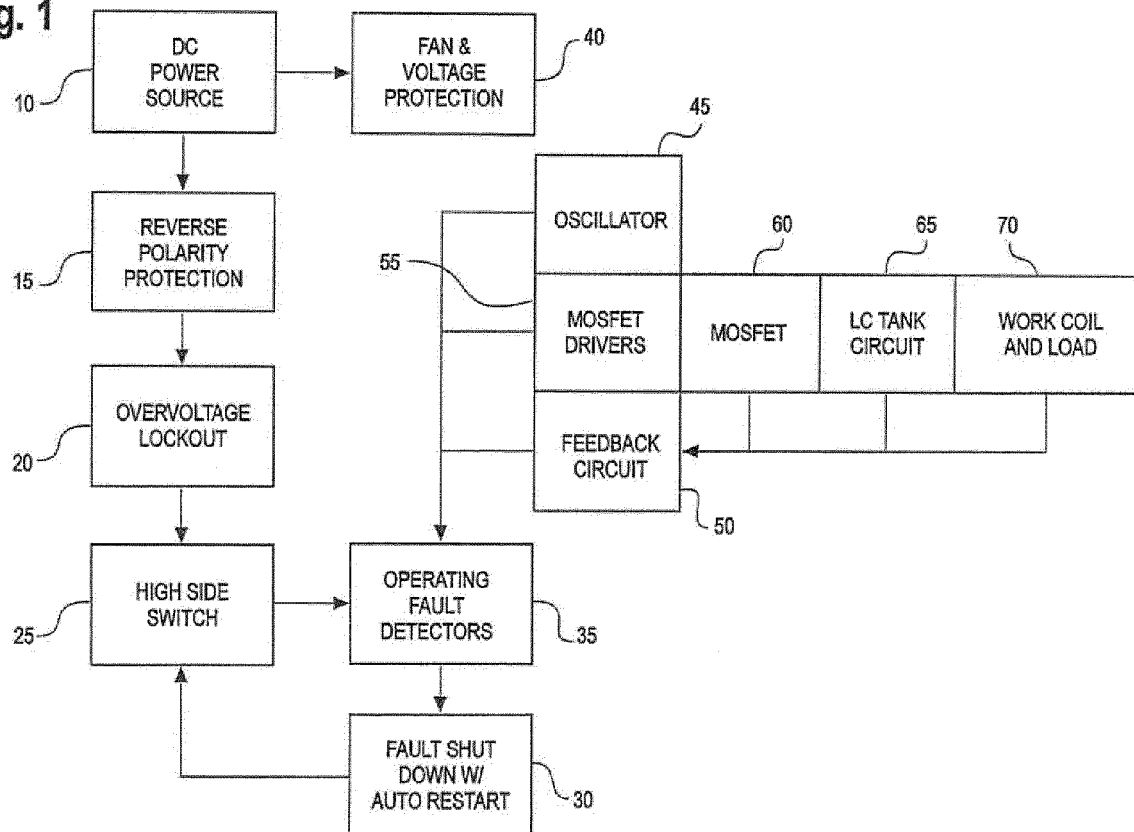 g. 1
DC
POWER
SOURCE
10
FAN &
VOLTAGE
PROTECTION
40
REVERSE
POLARITY
PROTECTION
15
OVERVOLTAGE
LOCKOUT
20
HIGH SIDE
SWITCH
25
OPERATING
FAULT
DETECTORS
35
FAULT SHUT
DOWN W/
AUTO RESTART
30
45
OSCILLATOR
55
MOSFET
DRIVERS
60
MOSFET
65
LC TANK
CIRCUIT
70
WORK COIL
AND LOAD
FEEDBACK
CIRCUIT
50